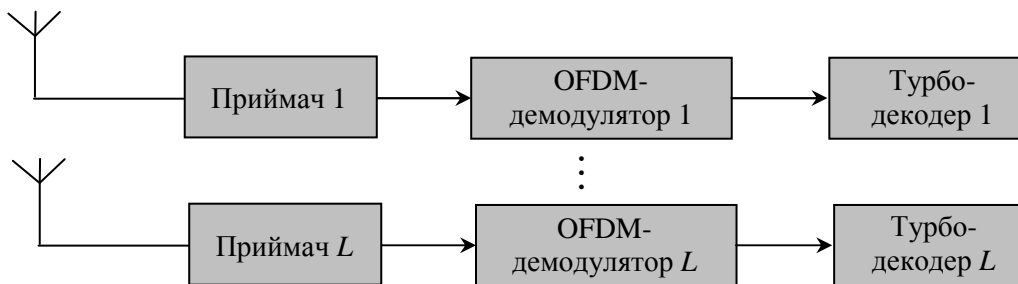 Приймач 1
OFDM-
демодулятор 1
Турбо-
декодер 1
Приймач L
OFDM-
демодулятор L
Турбо-
декодер L